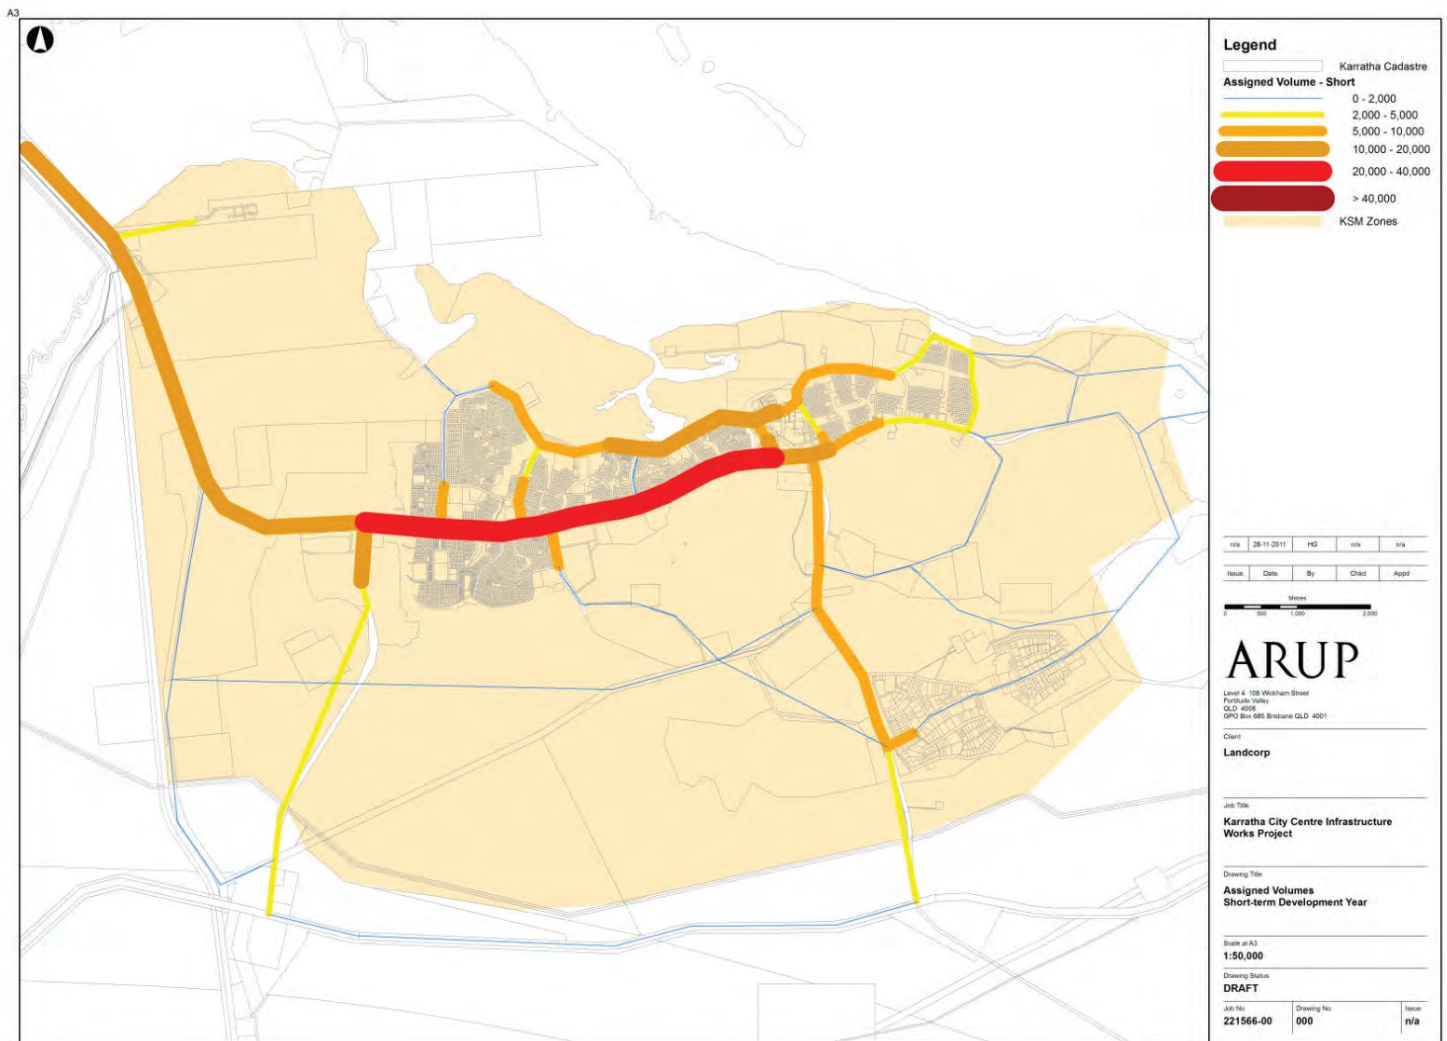 A3
Legend
Karratha Cadastre
Assigned Volume - Short
0 - 2,000
2,000 - 5,000
5,000 - 10,000
10,000 - 20,000
20,000 - 40,000
> 40,000
KSM Zones
n/a 28-11-2011 HG n/a n/a
Issue Date By Chkd Appd
Metres
0 500 1,000 2,000
ARUP
Level 4 108 Wickham Street
Fortitude Valley
QLD 4006
GPO Box 685 Brisbane QLD 4001
Client
Landcorp
Job Title
Karratha City Centre Infrastructure
Works Project
Drawing Title
Assigned Volumes
Short-term Development Year
Scale at A3
1:50,000
Drawing Status
DRAFT
Job No Drawing No Issue
221566-00 000 n/a